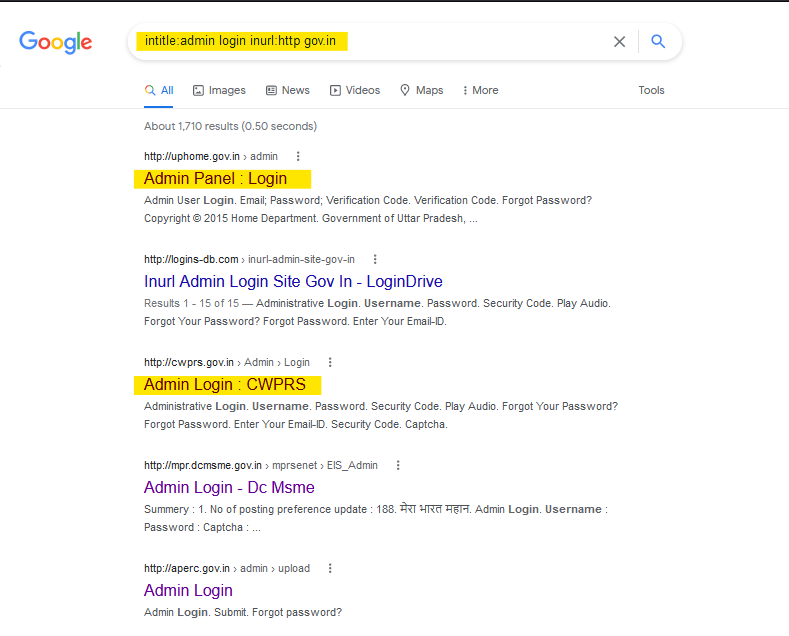 Google
intitle:admin login inurl:http gov.in
All Images News Videos Maps More Tools
About 1,710 results (0.50 seconds)
http://uphome.gov.in › admin
Admin Panel : Login
Admin User Login. Email; Password; Verification Code. Verification Code. Forgot Password?
Copyright © 2015 Home Department. Government of Uttar Pradesh, ...
http://logins-db.com › inurl-admin-site-gov-in
Inurl Admin Login Site Gov In - LoginDrive
Results 1 - 15 of 15 — Administrative Login. Username. Password. Security Code. Play Audio.
Forgot Your Password? Forgot Password. Enter Your Email-ID.
http://cwprs.gov.in › Admin › Login
Admin Login : CWPRS
Administrative Login. Username. Password. Security Code. Play Audio. Forgot Your Password?
Forgot Password. Enter Your Email-ID. Security Code. Captcha.
http://mpr.dcmsme.gov.in › mprsenet › EIS_Admin
Admin Login - Dc Msme
Summery : 1. No of posting preference update : 188. मेरा भारत महान. Admin Login. Username :
Password : Captcha : ...
http://aperc.gov.in › admin › upload
Admin Login
Admin Login. Submit. Forgot password?